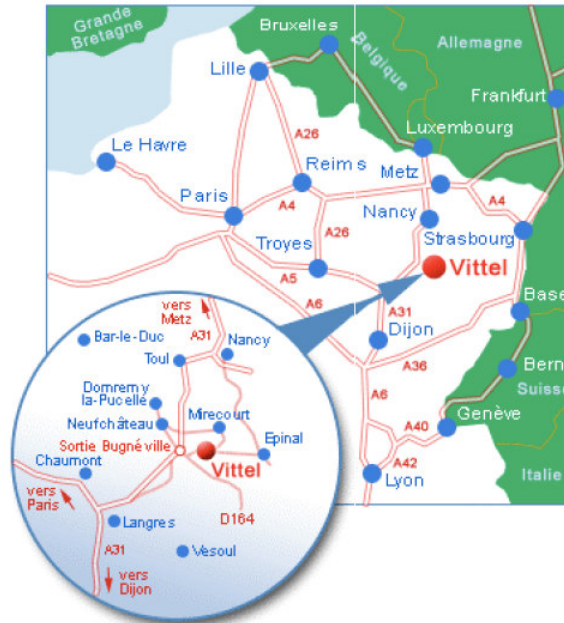 Grande
Bretagne
Bruxelles
Allemagne
Belgique
Lille
Frankfurt
Luxembourg
A26
Le Havre
Reims
Metz
Paris
A4
Nancy
A4
Troyes
A26
Strasbourg
Vittel
A5
A6
A31
Base
Dijon
A36
Bern
A6
Suisse
Genève
A40
A42
Lyon
Italie
vers
Metz
A31
Bar-le-Duc
Nancy
Toul
Domremy
la-Pucelle
Mirecourt
Neufchâteau
Sortie Bugnéville
Epinal
Vittel
Chaumont
vers
Paris
D164
Langres
A31
Vesoul
vers
Dijon